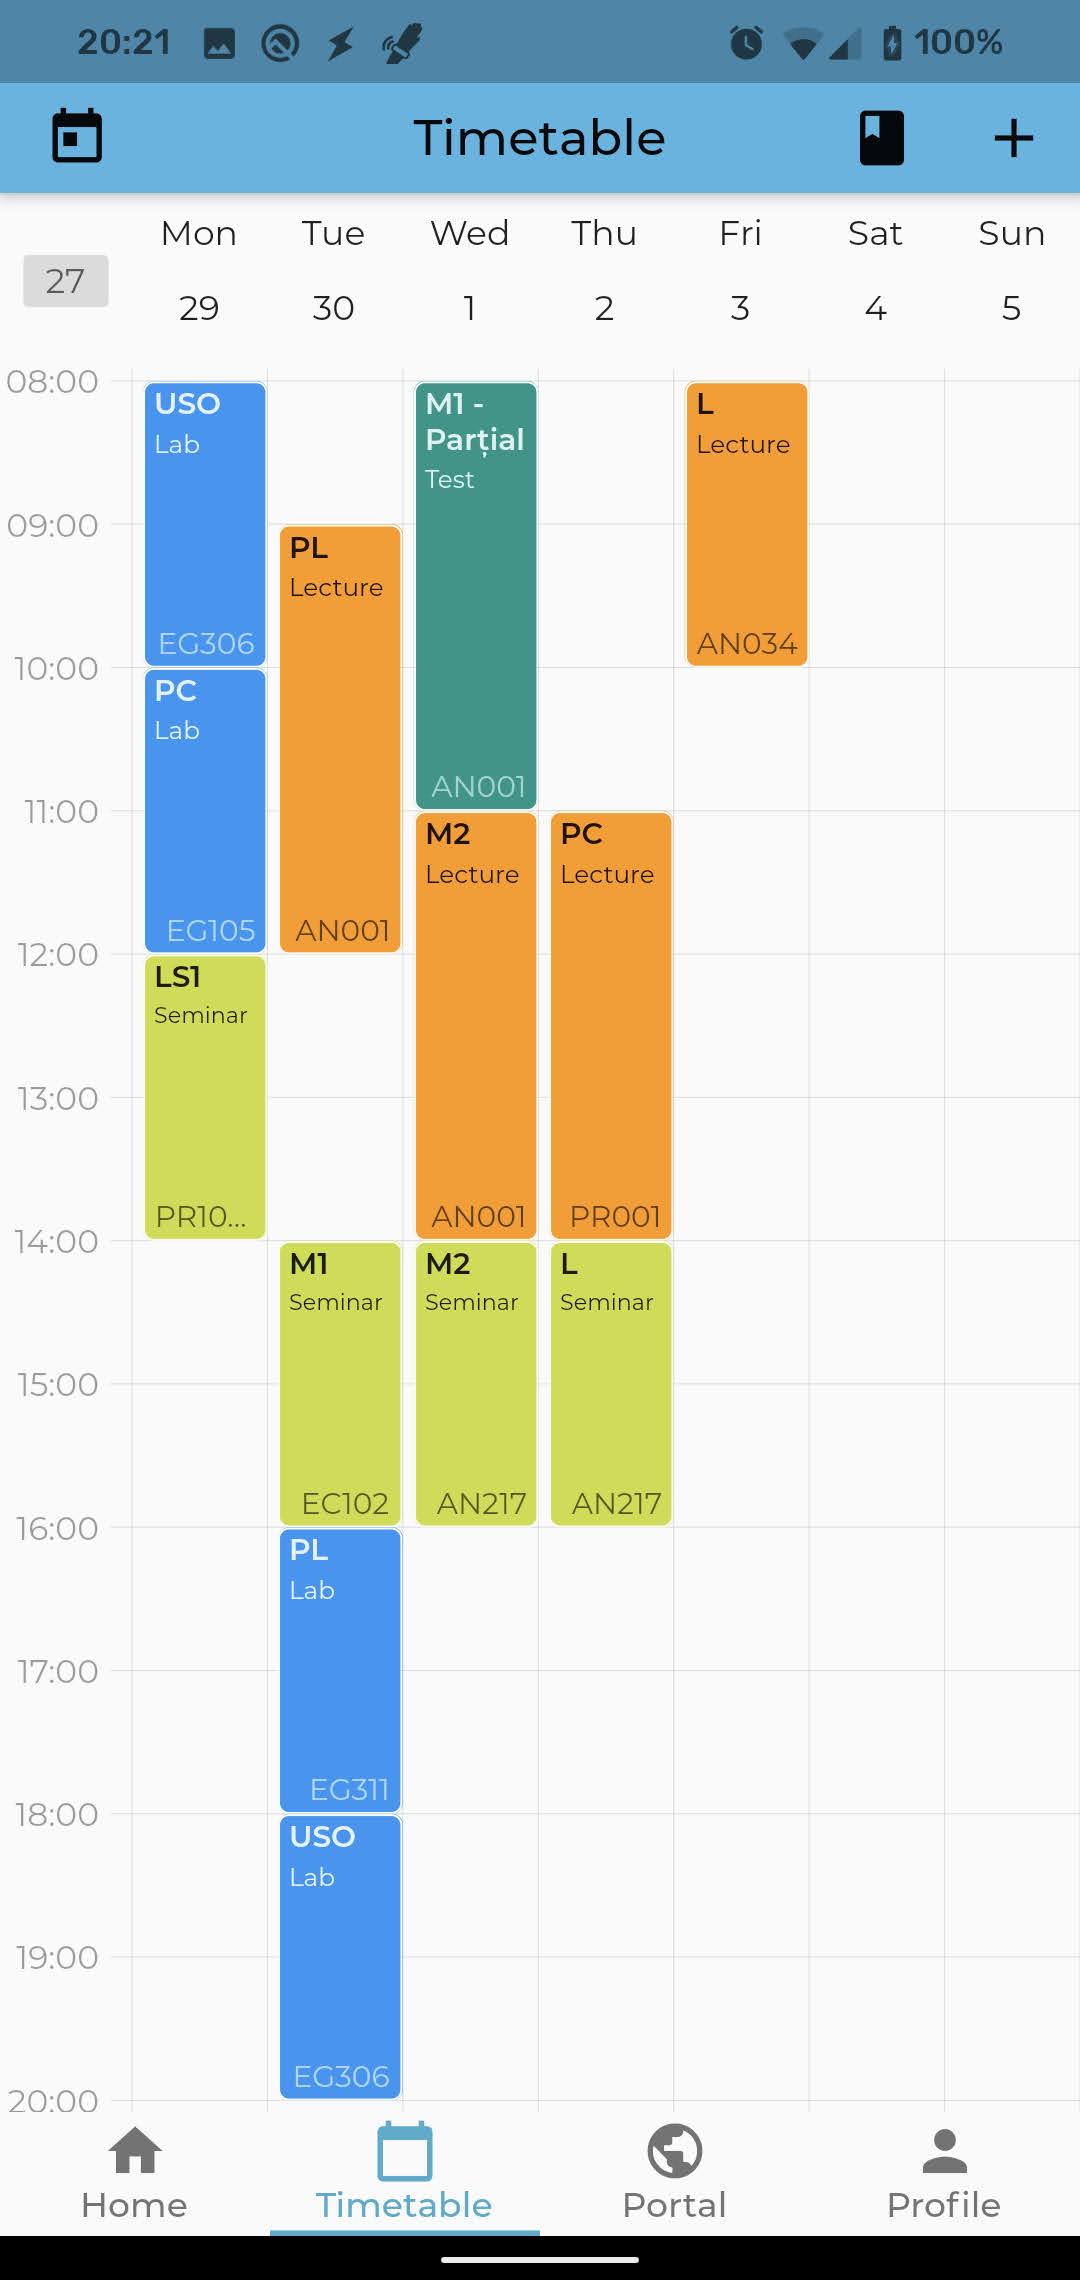 20:21
100%
Timetable
Mon Tue Wed Thu Fri Sat Sun
27
29 30 1 2 3 4 5
08:00
USO
Lab
EG306
M1 -
Parțial
Test
AN001
L
Lecture
AN034
09:00
PL
Lecture
AN001
10:00
PC
Lab
EG105
11:00
M2
Lecture
AN001
PC
Lecture
PR001
12:00
LS1
Seminar
PR10...
13:00
14:00
M1
Seminar
EC102
M2
Seminar
AN217
L
Seminar
AN217
15:00
16:00
PL
Lab
EG311
17:00
18:00
USO
Lab
EG306
19:00
20:00
Home Timetable Portal Profile